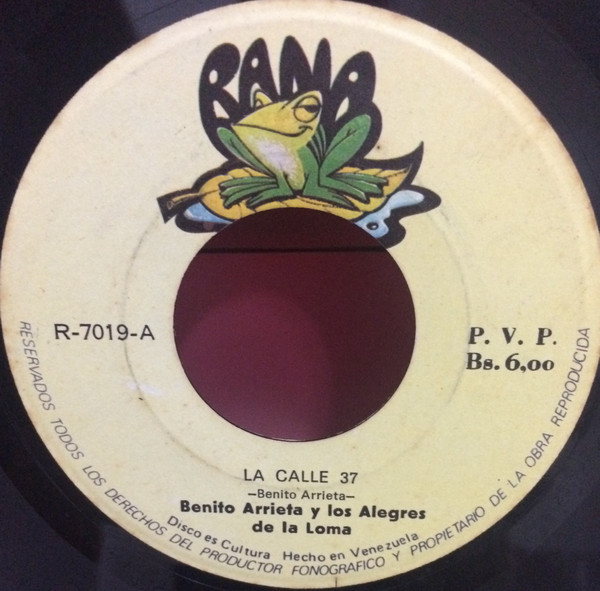 RANA
R-7019-A
P. V. P.
Bs. 6,oo
LA CALLE 37
—Benito Arrieta—
Benito Arrieta y los Alegres
de la Loma
Disco es Cultura Hecho en Venezuela
RESERVADOS TODOS LOS DERECHOS DEL PRODUCTOR FONOGRAFICO Y PROPIETARIO DE LA OBRA REPRODUCIDA